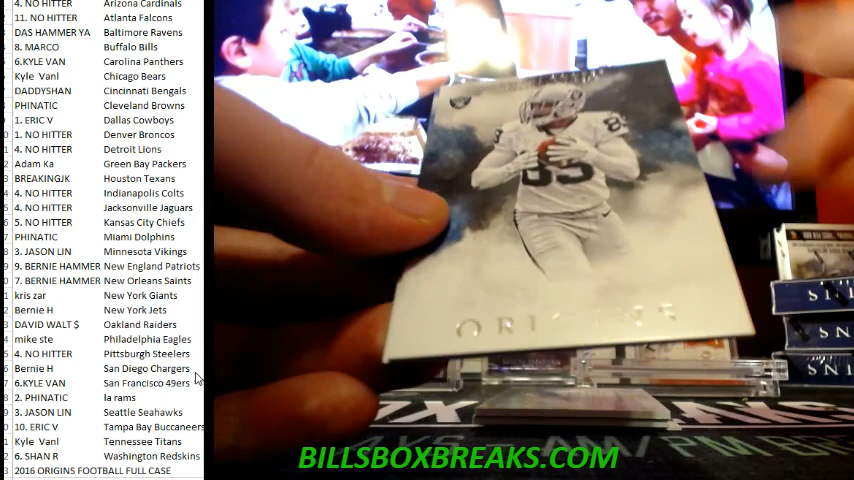 4. NO HITTER Arizona Cardinals
11. NO HITTER Atlanta Falcons
DAS HAMMER YA Baltimore Ravens
8. MARCO Buffalo Bills
6.KYLE VAN Carolina Panthers
Kyle Vanl Chicago Bears
DADDYSHAN Cincinnati Bengals
PHINATIC Cleveland Browns
1. ERIC V Dallas Cowboys
1. NO HITTER Denver Broncos
4. NO HITTER Detroit Lions
Adam Ka Green Bay Packers
BREAKINGJK Houston Texans
4. NO HITTER Indianapolis Colts
4. NO HITTER Jacksonville Jaguars
5. NO HITTER Kansas City Chiefs
PHINATIC Miami Dolphins
3. JASON LIN Minnesota Vikings
9. BERNIE HAMMER New England Patriots
7. BERNIE HAMMER New Orleans Saints
kris zar New York Giants
Bernie H New York Jets
DAVID WALT $ Oakland Raiders
mike ste Philadelphia Eagles
4. NO HITTER Pittsburgh Steelers
Bernie H San Diego Chargers
6.KYLE VAN San Francisco 49ers
2. PHINATIC la rams
3. JASON LIN Seattle Seahawks
10. ERIC V Tampa Bay Buccaneers
Kyle Vanl Tennessee Titans
6. SHAN R Washington Redskins
2016 ORIGINS FOOTBALL FULL CASE
83
BILLSBOXBREAKS.COM